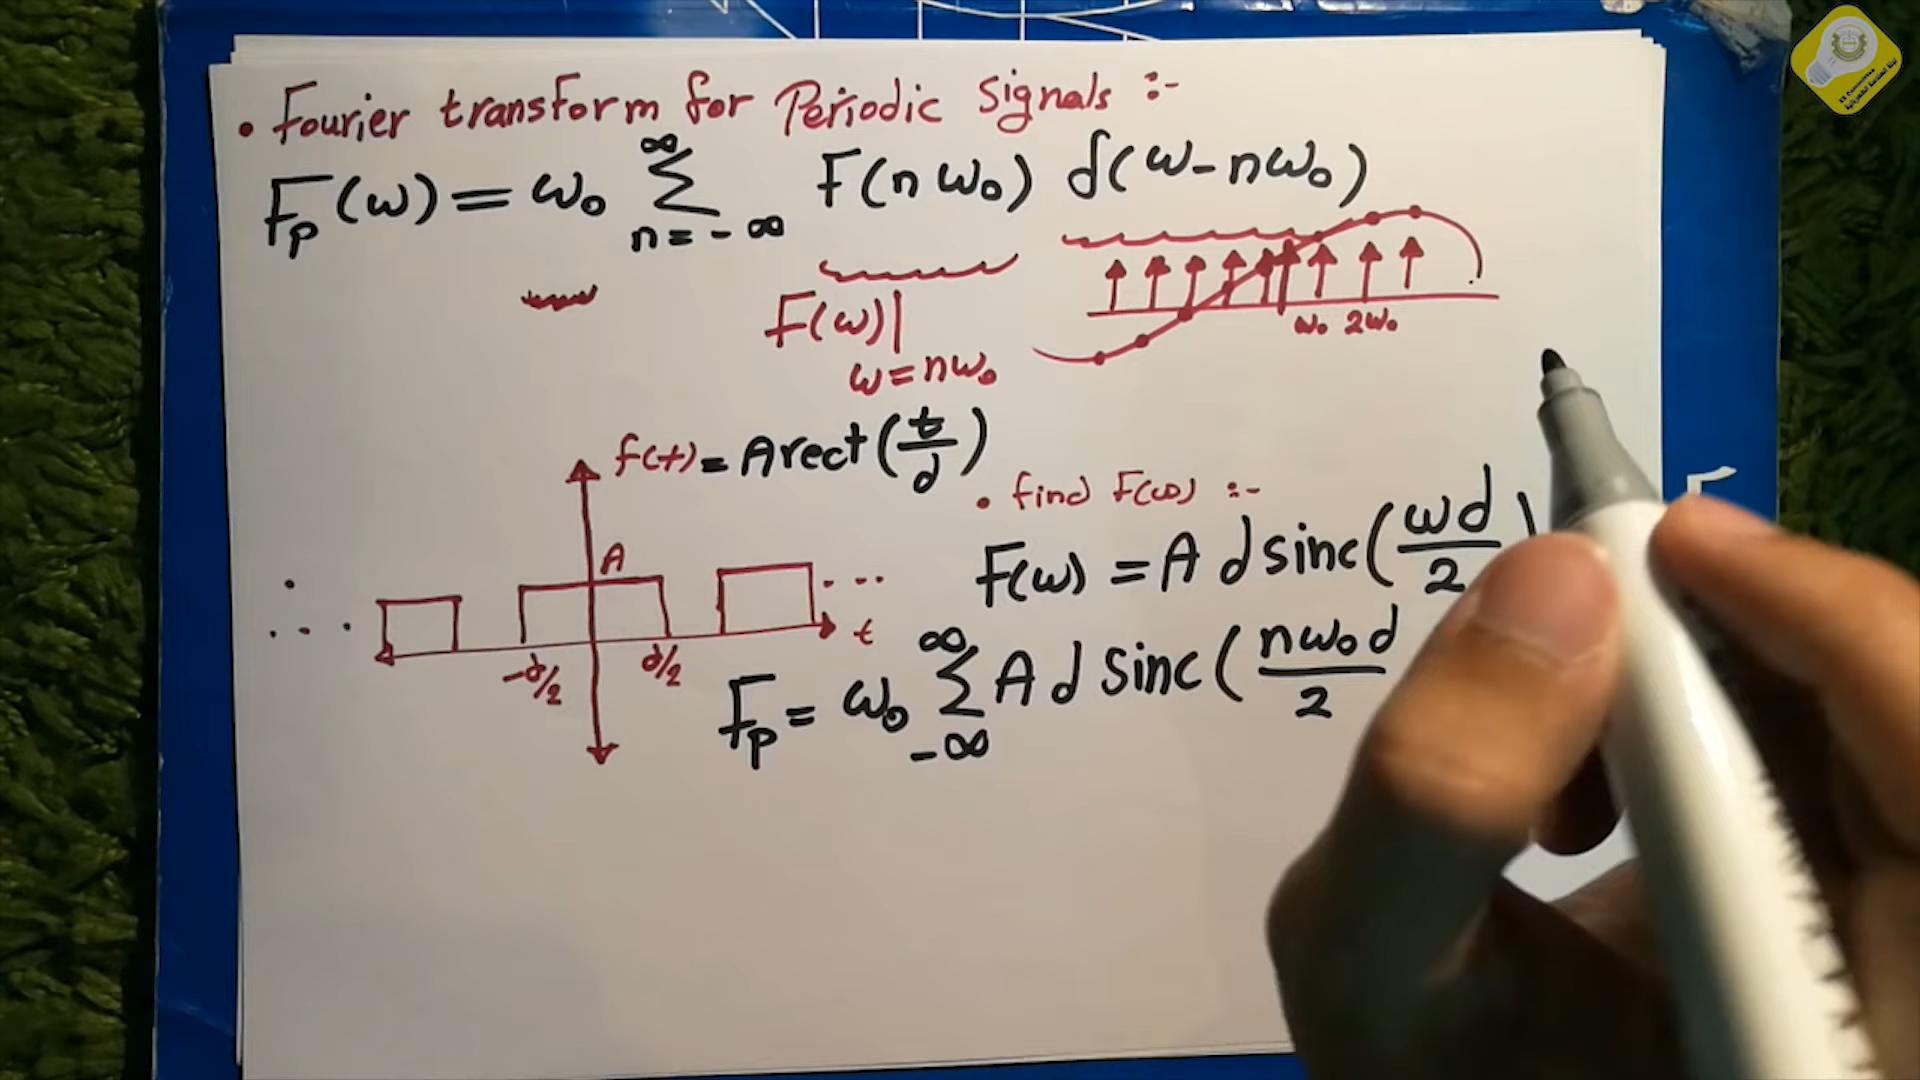 • Fourier transform for Periodic Signals :-
Fp(ω) = ω₀ ∞ Σ n=-∞ F(nω₀) δ(ω-nω₀)
F(ω)|
ω=nω₀
ω₀ 2ω₀
f(t) = A rect(t/d)
• find F(ω) :-
A
F(ω) = A d sinc(ωd/2)
... ...
t
-d/2 d/2
Fp = ω₀ ∞ Σ -∞ A d sinc(nω₀d/2